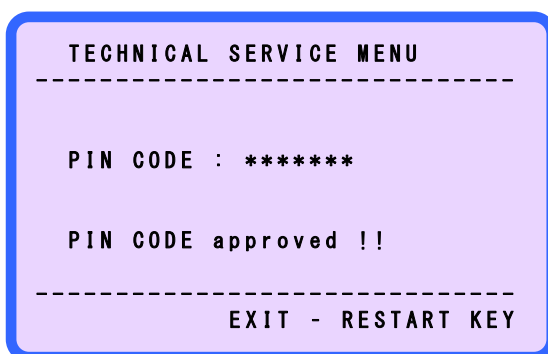 TECHNICAL SERVICE MENU
------------------------------
PIN CODE : *******
PIN CODE approved !!
------------------------------
EXIT - RESTART KEY